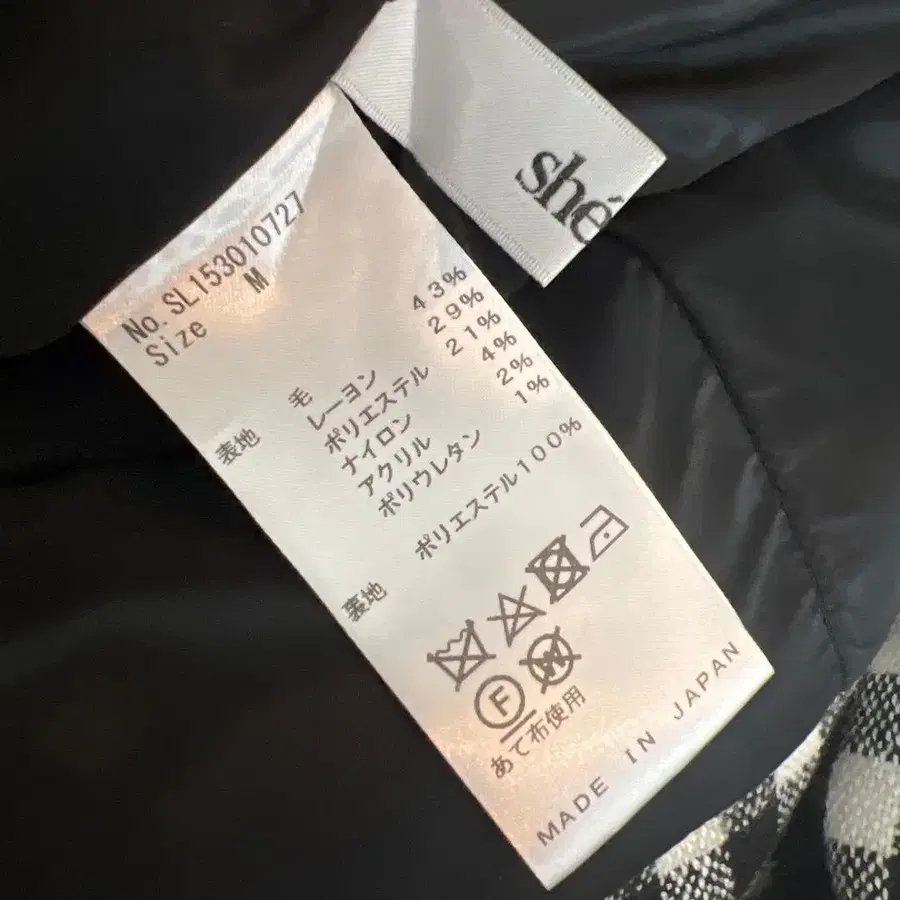 shé
No. SL153010727
Size M
表地 毛 43%
レーヨン 29%
ポリエステル 21%
ナイロン 4%
アクリル 2%
ポリウレタン 1%
裏地 ポリエステル100%
F W
あて布使用
MADE IN JAPAN